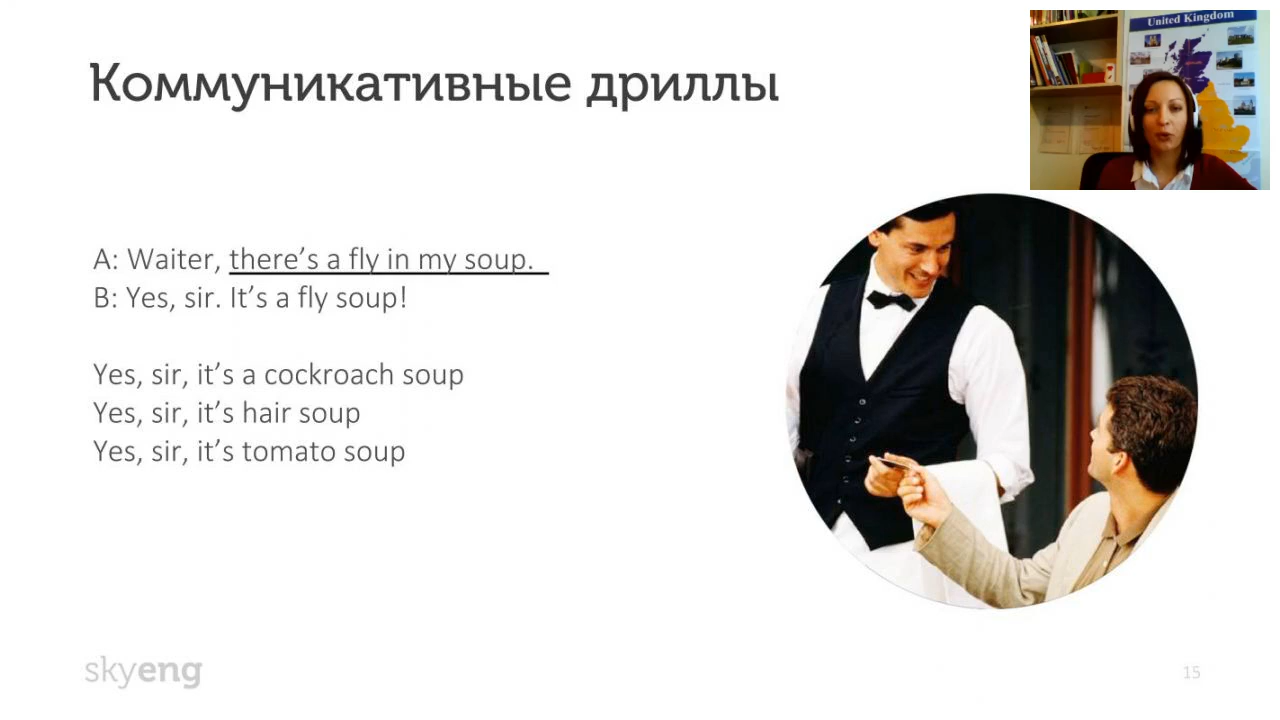 Коммуникативные дриллы
United Kingdom
A: Waiter, there’s a fly in my soup.
B: Yes, sir. It’s a fly soup!
Yes, sir, it’s a cockroach soup
Yes, sir, it’s hair soup
Yes, sir, it’s tomato soup
skyeng
15